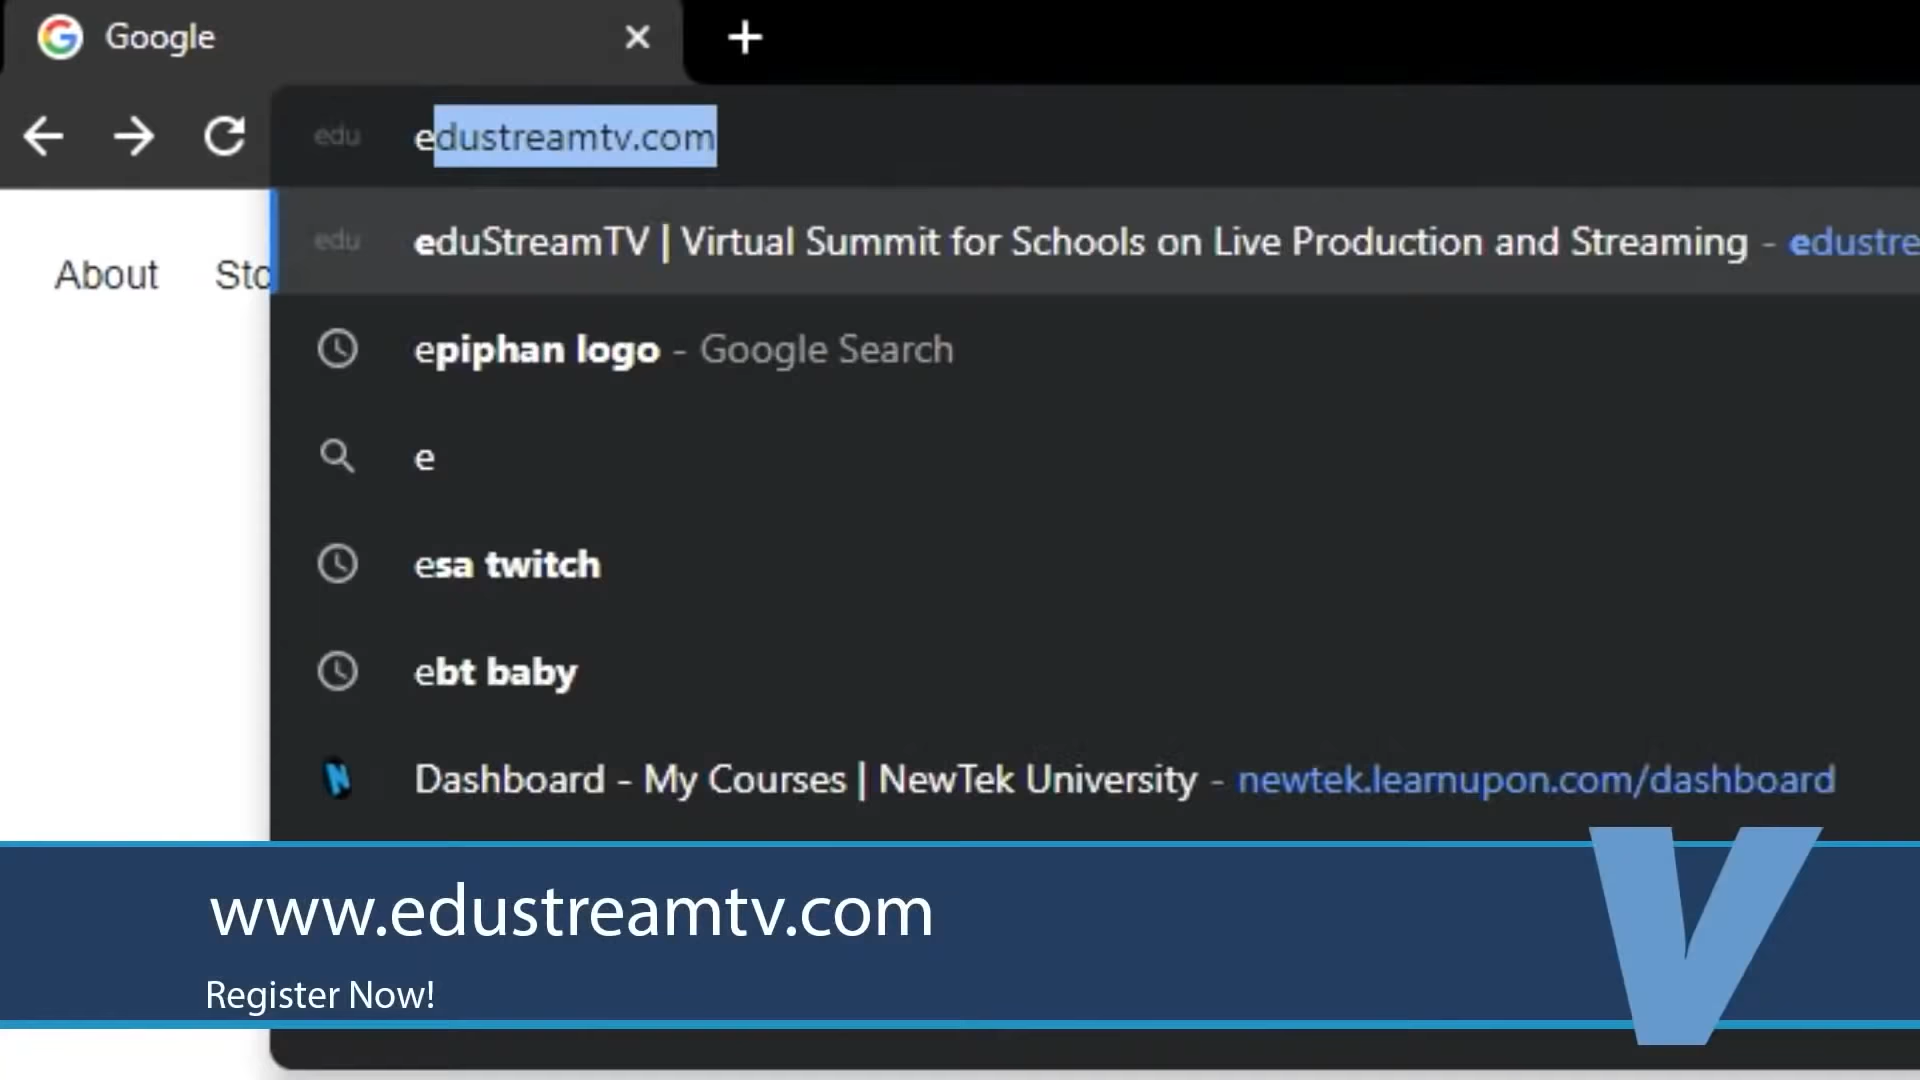 Google
edu edustreamtv.com
edu eduStreamTV | Virtual Summit for Schools on Live Production and Streaming - edustre
About Sto
epiphan logo - Google Search
e
esa twitch
ebt baby
N Dashboard - My Courses | NewTek University - newtek.learnupon.com/dashboard
www.edustreamtv.com
Register Now!
V